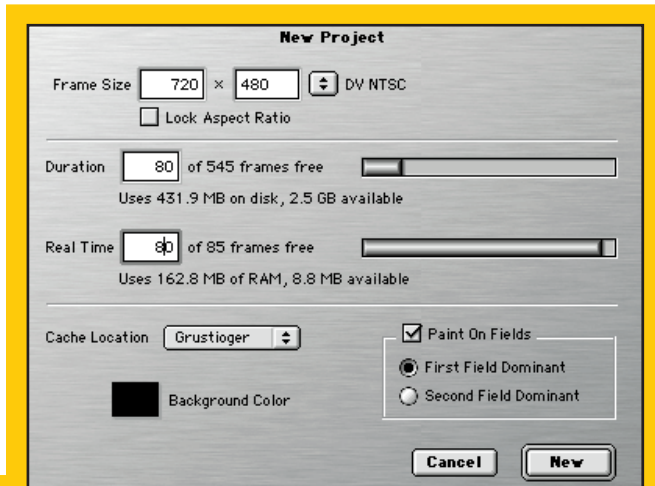 New Project
Frame Size 720 × 480 DV NTSC
Lock Aspect Ratio
Duration 80 of 545 frames free
Uses 431.9 MB on disk, 2.5 GB available
Real Time 80 of 85 frames free
Uses 162.8 MB of RAM, 8.8 MB available
Cache Location Grustioger
Paint On Fields
First Field Dominant
Second Field Dominant
Background Color
Cancel New